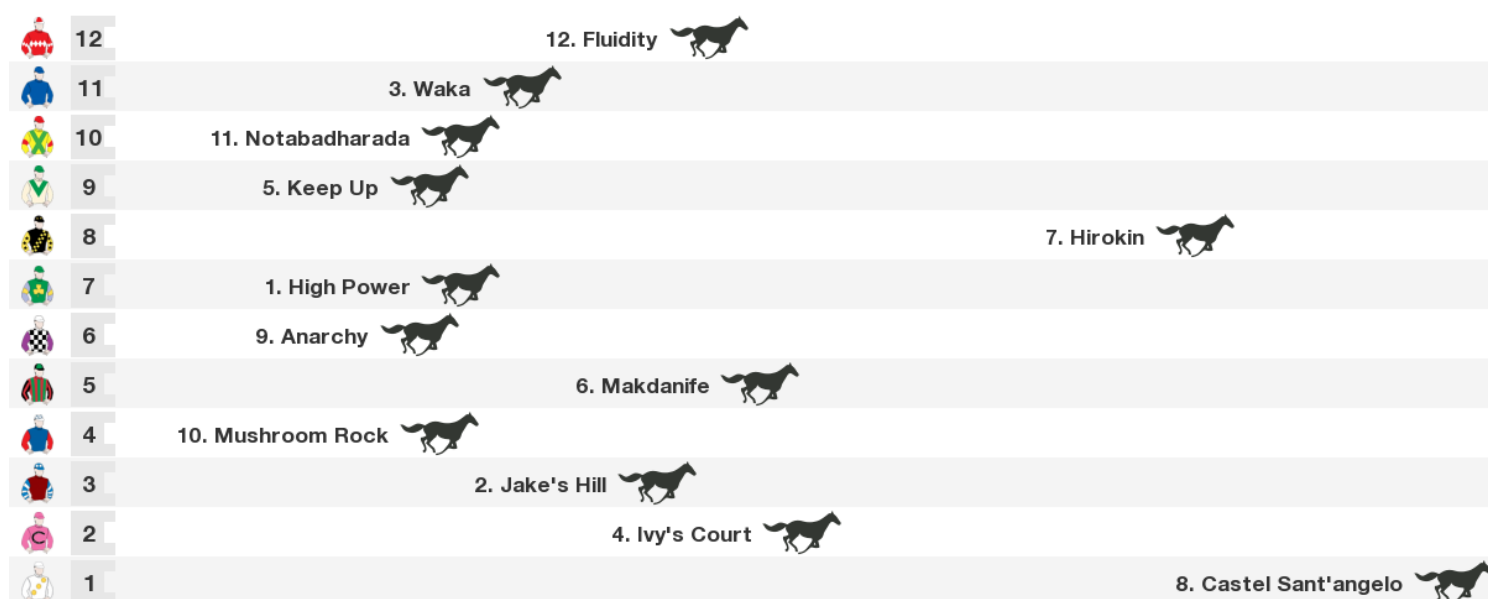 12 12. Fluidity
11 3. Waka
10 11. Notabadharada
9 5. Keep Up
8 7. Hirokin
7 1. High Power
6 9. Anarchy
5 6. Makdanife
4 10. Mushroom Rock
3 2. Jake's Hill
2 4. Ivy's Court
C
1 8. Castel Sant'angelo